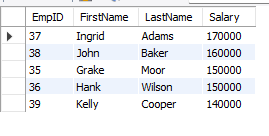 EmpID FirstName LastName Salary
37 Ingrid Adams 170000
38 John Baker 160000
35 Grake Moor 150000
36 Hank Wilson 150000
39 Kelly Cooper 140000